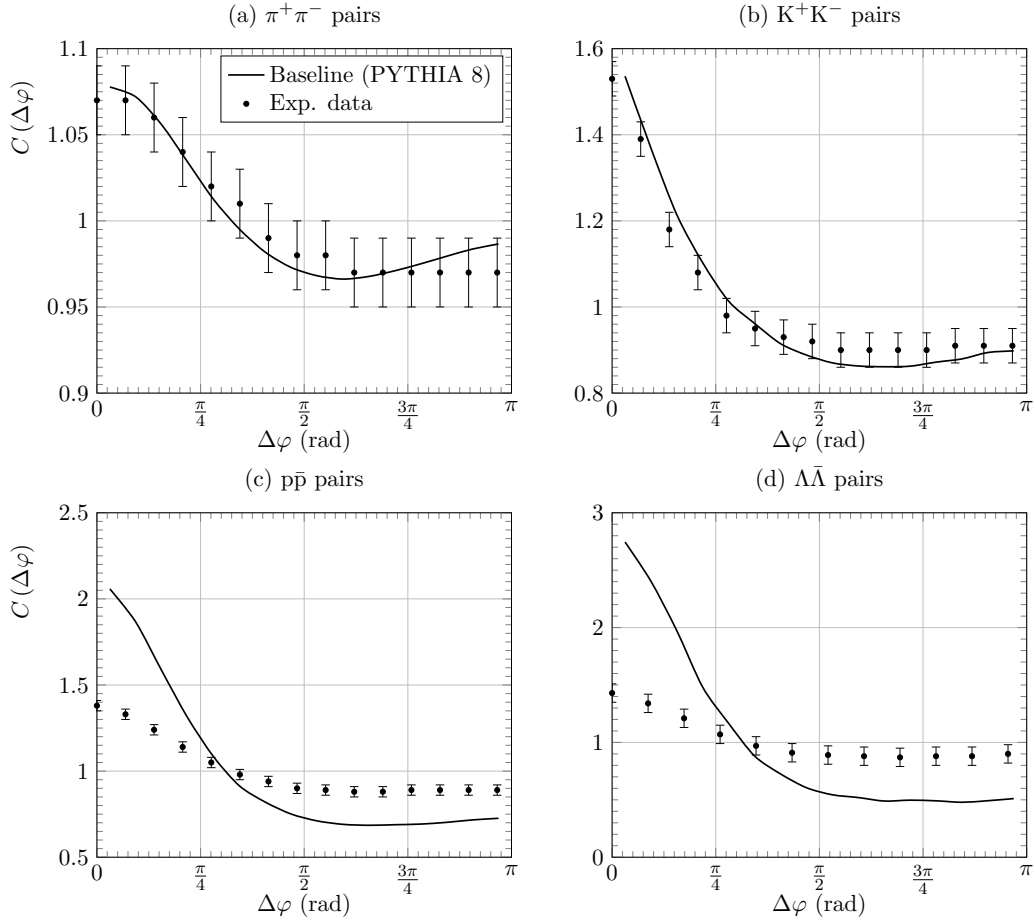 (a) π⁺π⁻ pairs
(b) K⁺K⁻ pairs
1.1
1.05
1
0.95
0.9
C(Δφ)
Baseline (PYTHIA 8)
Exp. data
0 π/4 π/2 3π/4 π
Δφ (rad)
1.6
1.4
1.2
1
0.8
0 π/4 π/2 3π/4 π
Δφ (rad)
(c) pp̄ pairs
(d) ΛΛ̄ pairs
2.5
2
1.5
1
0.5
C(Δφ)
0 π/4 π/2 3π/4 π
Δφ (rad)
3
2
1
0
0 π/4 π/2 3π/4 π
Δφ (rad)